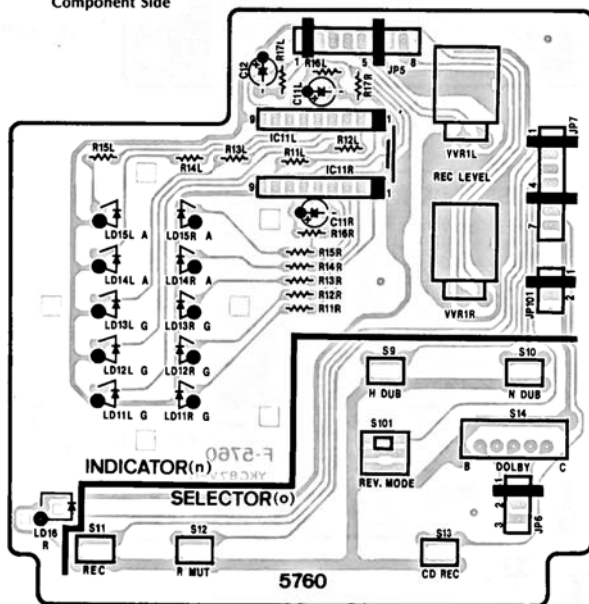 Component Side
C12
R17L
1
R16L
5
8
C11L
R17R
JP5
9
1
IC11L
R15L
R14L
R13L
R11L
R12L
VVR1L
REC LEVEL
1
JP7
4
7
9
IC11R
1
C11R
R16R
LD15L A
LD15R A
R15R
LD14L A
LD14R A
R14R
R13R
R12R
R11R
LD13L G
LD13R G
VVR1R
JP101
1
2
LD12L G
LD12R G
S9
S10
H DUB
N DUB
LD11L G
LD11R G
S101
S14
F-5760
INDICATOR(n)
REV. MODE
B DOLBY C
SELECTOR(o)
1
2
3
JP6
LD16
R
S11
S12
S13
REC
R MUT
CD REC
5760